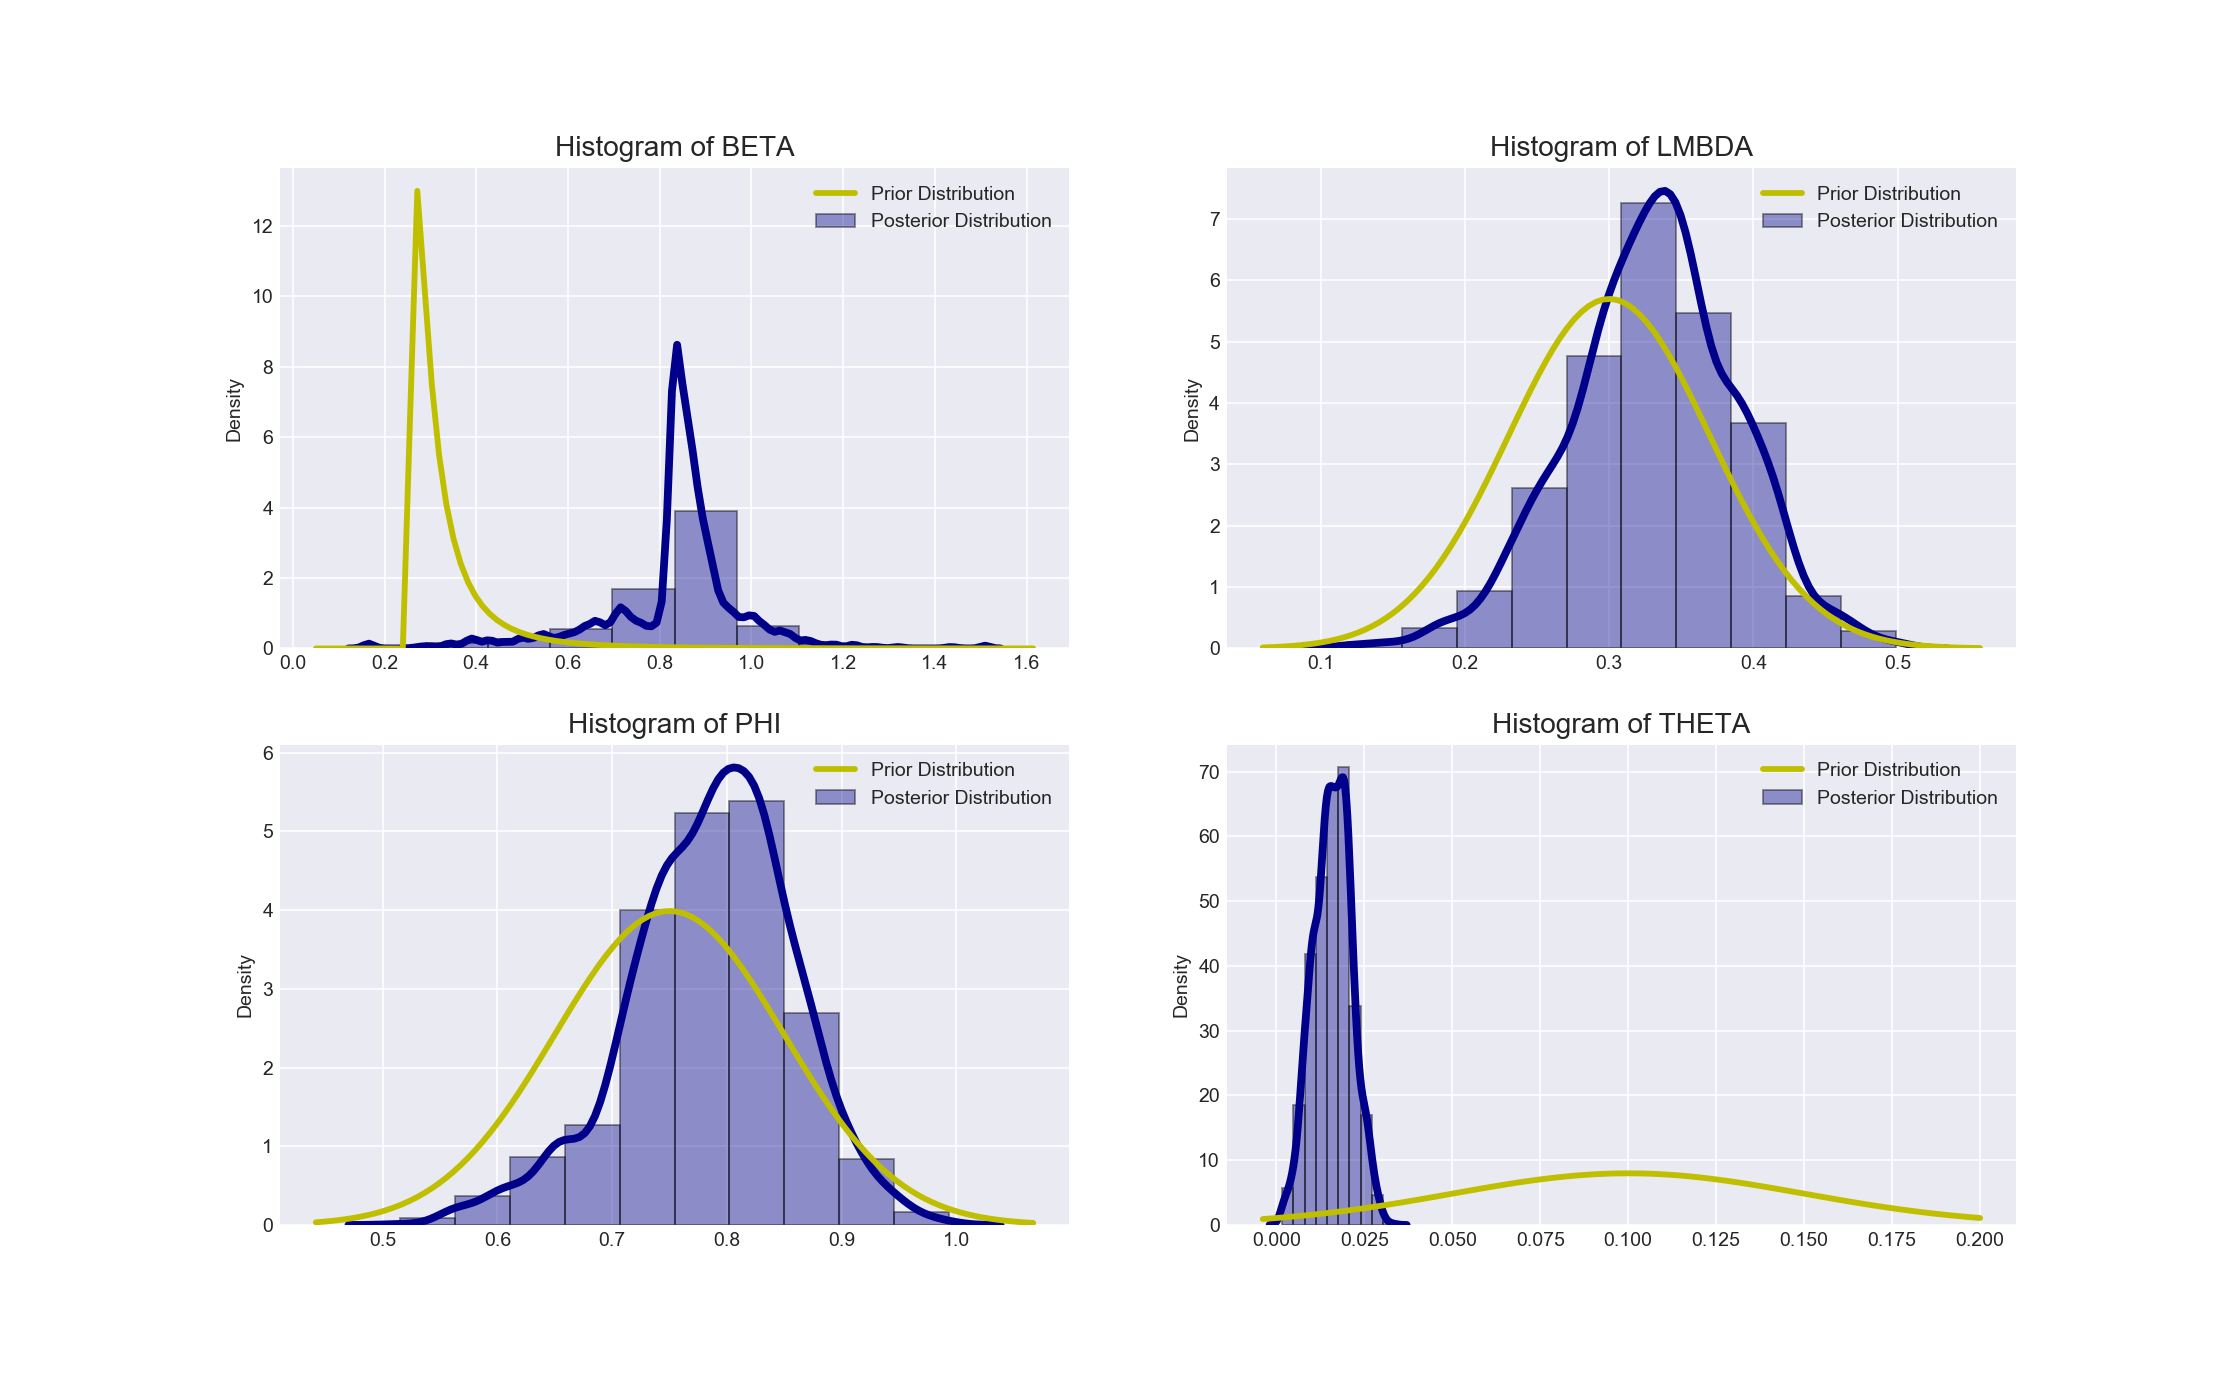 Histogram of BETA
Prior Distribution
Posterior Distribution
Density
12
10
8
6
4
2
0
0.0 0.2 0.4 0.6 0.8 1.0 1.2 1.4 1.6
Histogram of LMBDA
Prior Distribution
Posterior Distribution
Density
7
6
5
4
3
2
1
0
0.1 0.2 0.3 0.4 0.5
Histogram of PHI
Prior Distribution
Posterior Distribution
Density
6
5
4
3
2
1
0
0.5 0.6 0.7 0.8 0.9 1.0
Histogram of THETA
Prior Distribution
Posterior Distribution
Density
70
60
50
40
30
20
10
0
0.000 0.025 0.050 0.075 0.100 0.125 0.150 0.175 0.200